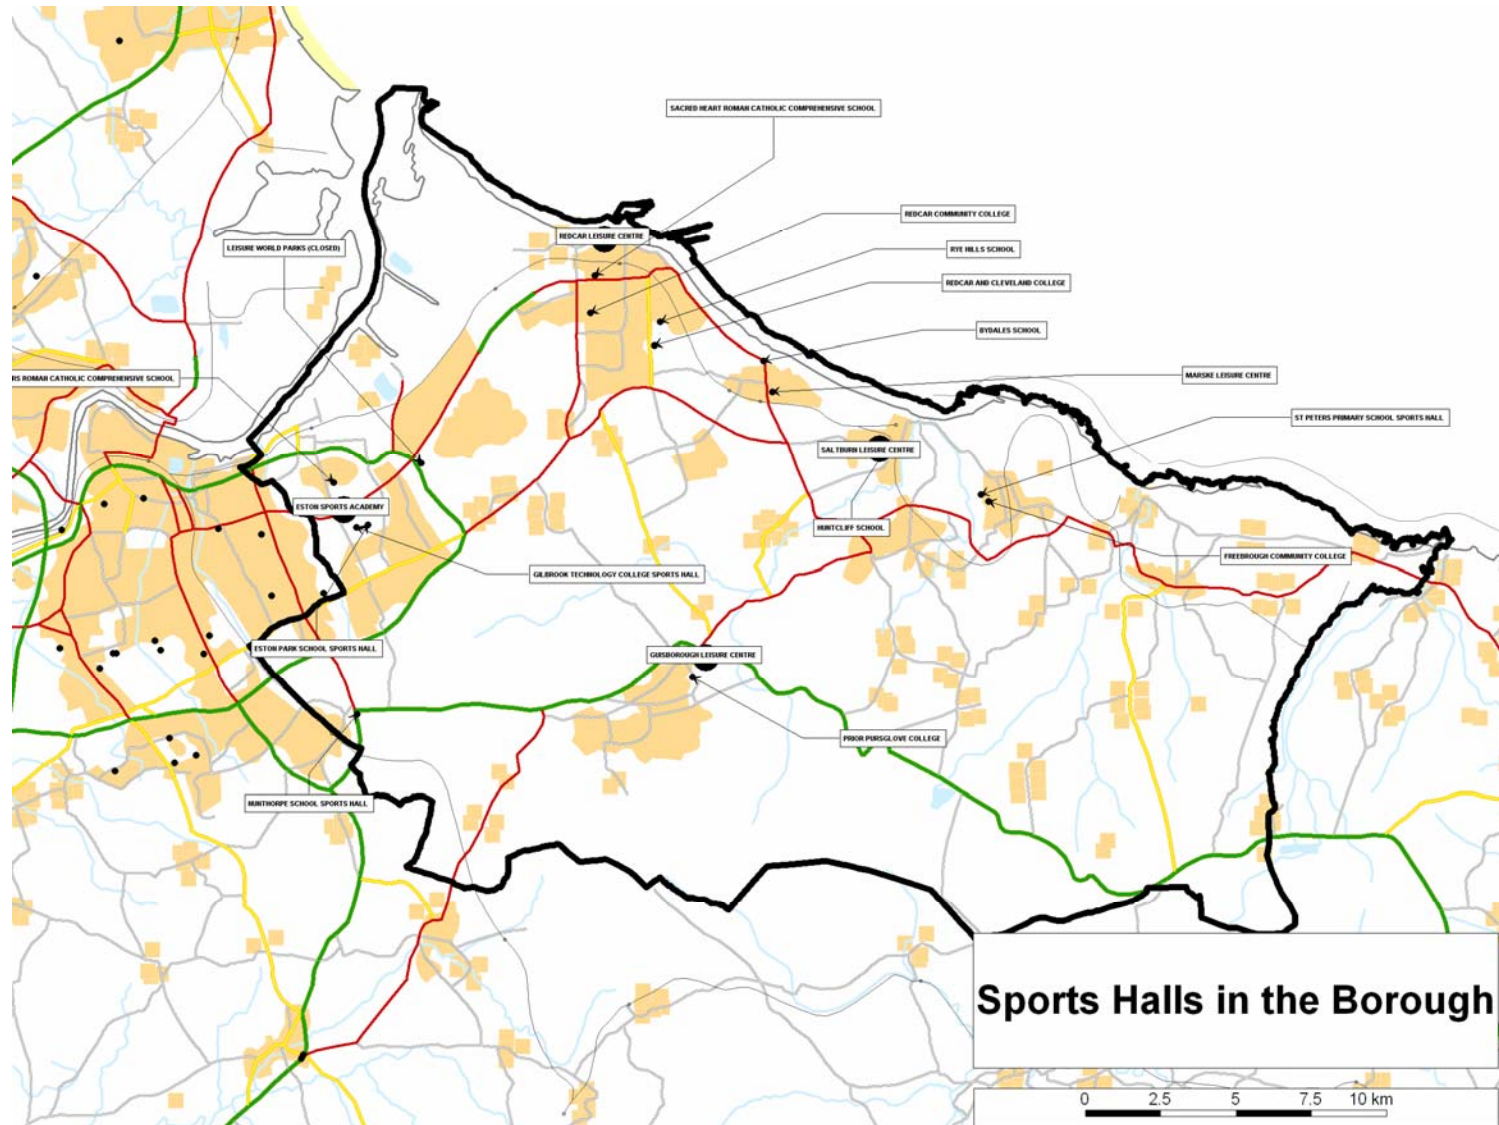 SACRED HEART ROMAN CATHOLIC COMPREHENSIVE SCHOOL
REDCAR COMMUNITY COLLEGE
REDCAR LEISURE CENTRE
LEISURE WORLD PARKS (CLOSED)
RYE HILLS SCHOOL
REDCAR AND CLEVELAND COLLEGE
BYDALES SCHOOL
RS ROMAN CATHOLIC COMPREHENSIVE SCHOOL
MARSKE LEISURE CENTRE
ST PETERS PRIMARY SCHOOL SPORTS HALL
SALTBURN LEISURE CENTRE
ESTON SPORTS ACADEMY
HUNTCLIFF SCHOOL
FREEBROUGH COMMUNITY COLLEGE
GILBROOK TECHNOLOGY COLLEGE SPORTS HALL
ESTON PARK SCHOOL SPORTS HALL
GUISBOROUGH LEISURE CENTRE
PRIOR PURSGLOVE COLLEGE
NUNTHORPE SCHOOL SPORTS HALL
Sports Halls in the Borough
0 2.5 5 7.5 10 km